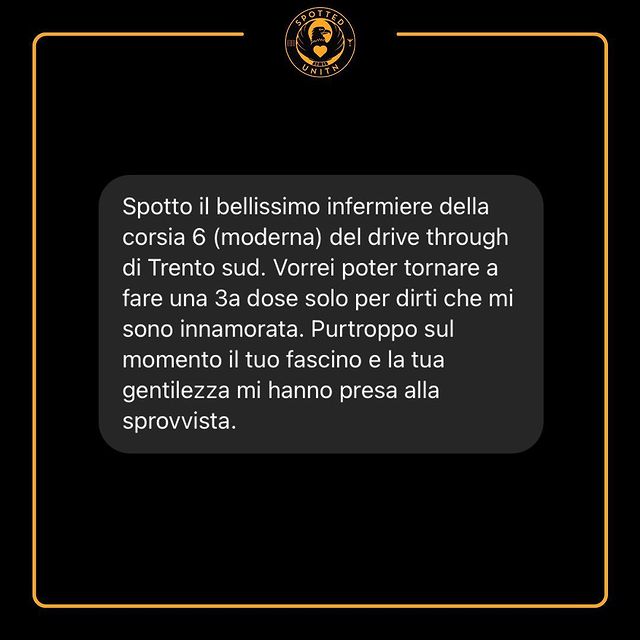 SPOTTED
UNITN
Spotto il bellissimo infermiere della
corsia 6 (moderna) del drive through
di Trento sud. Vorrei poter tornare a
fare una 3a dose solo per dirti che mi
sono innamorata. Purtroppo sul
momento il tuo fascino e la tua
gentilezza mi hanno presa alla
sprovvista.